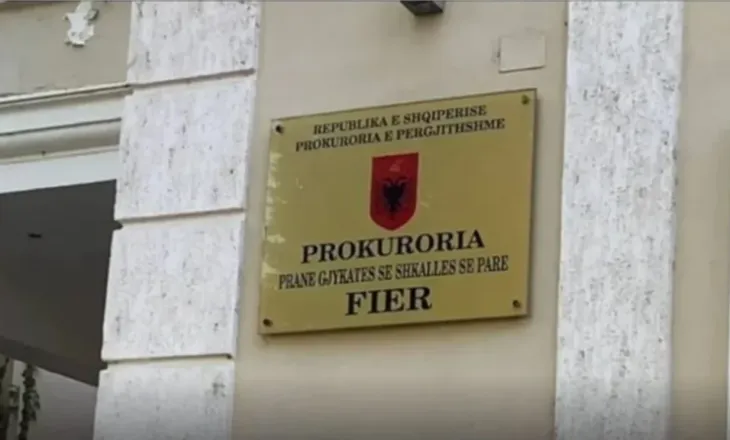 REPUBLIKA E SHQIPERISE
PROKURORIA E PERGJITHSHME
PROKURORIA
PRANE GJYKATES SE SHKALLES SE PARE
FIER